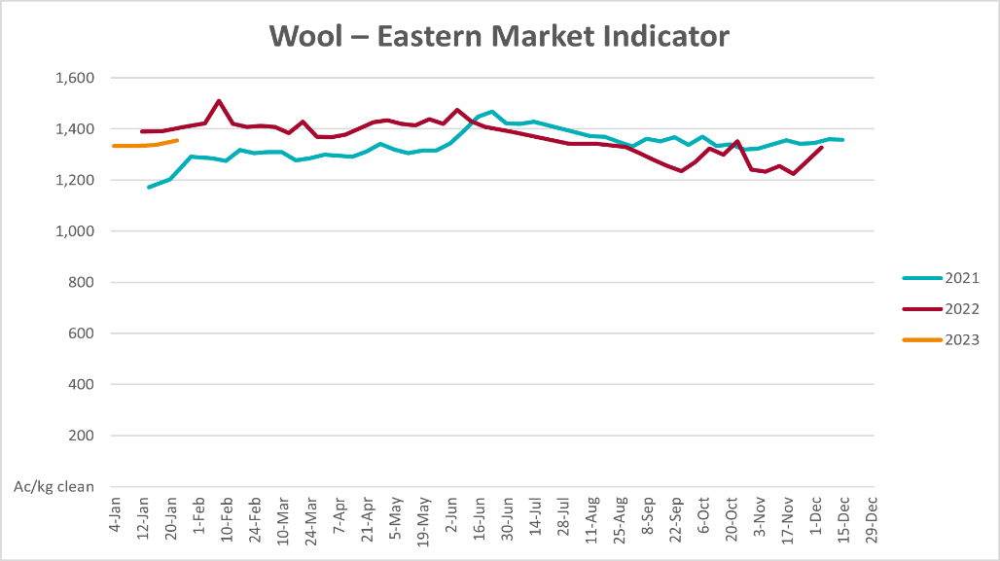 Wool – Eastern Market Indicator
1,600
1,400
1,200
1,000
800
600
400
200
Ac/kg clean
4-Jan
12-Jan
20-Jan
1-Feb
10-Feb
24-Feb
10-Mar
24-Mar
7-Apr
21-Apr
5-May
19-May
2-Jun
16-Jun
30-Jun
14-Jul
28-Jul
11-Aug
25-Aug
8-Sep
22-Sep
6-Oct
20-Oct
3-Nov
17-Nov
1-Dec
15-Dec
29-Dec
2021
2022
2023